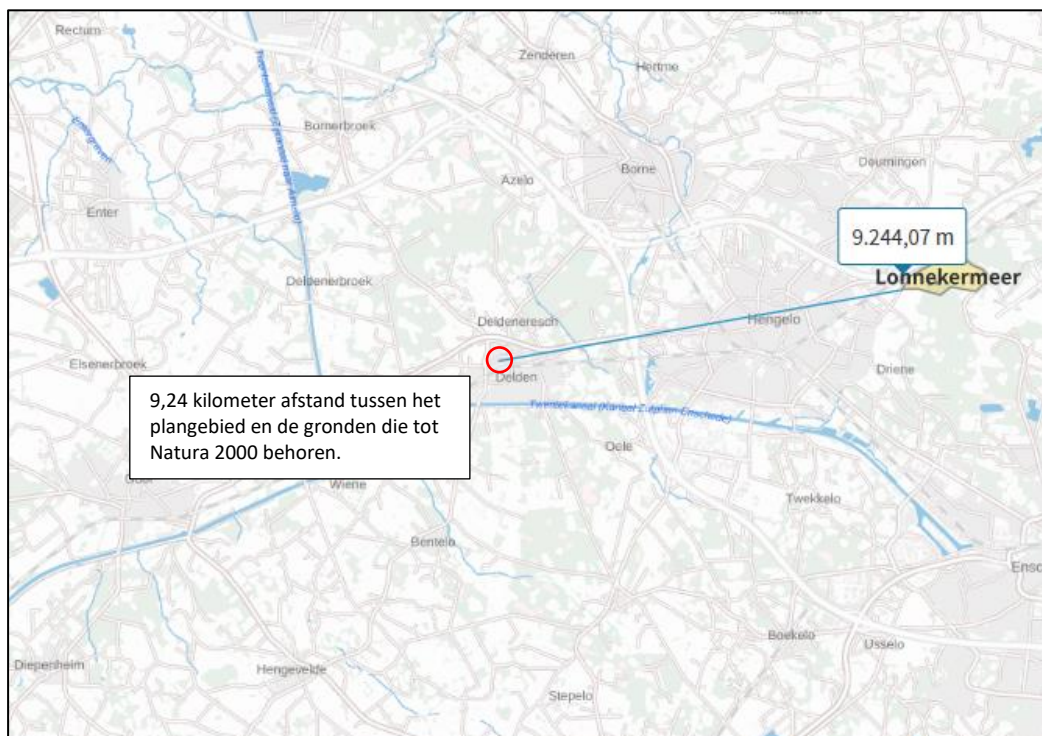 Rectum
Zenderen
Hertme
Bornerbroek
Deurningen
Borne
Azelo
Enter
9.244,07 m
Lonnekermeer
Deldenerbroek
Deldeneresch
Hengelo
Elsenerbroek
Driene
Delden
9,24 kilometer afstand tussen het
plangebied en de gronden die tot
Natura 2000 behoren.
Twentekanaal (Kanaal Zutphen-Enschede)
Oele
Wiene
Twekkelo
Bentelo
Ensc
Boekelo
Usselo
Diepenheim
Hengevelde
Stepelo